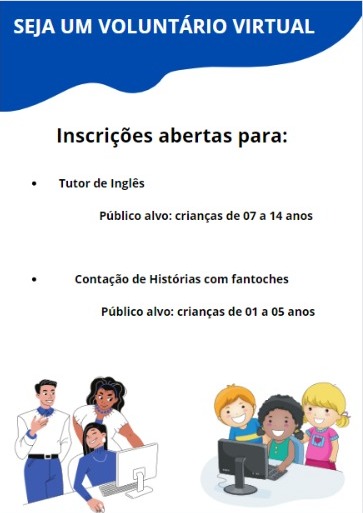 SEJA UM VOLUNTÁRIO VIRTUAL
Inscrições abertas para:
• Tutor de Inglês
Público alvo: crianças de 07 a 14 anos
• Contação de Histórias com fantoches
Público alvo: crianças de 01 a 05 anos